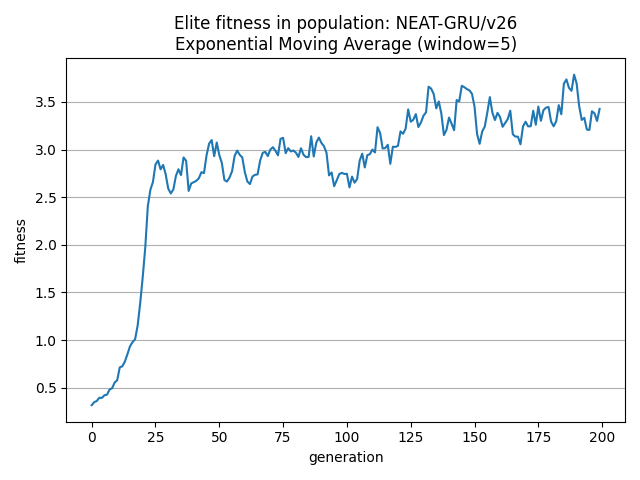 Elite fitness in population: NEAT-GRU/v26
Exponential Moving Average (window=5)
fitness
3.5
3.0
2.5
2.0
1.5
1.0
0.5
0 25 50 75 100 125 150 175 200
generation